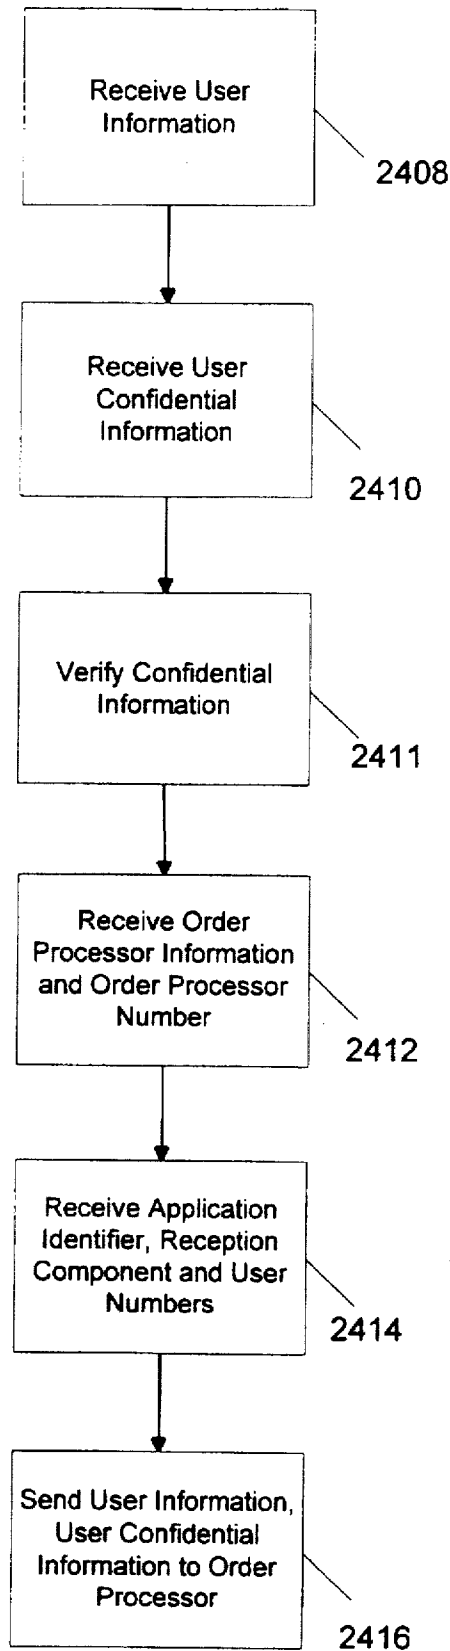 Receive User
Information
2408
Receive User
Confidential
Information
2410
Verify Confidential
Information
2411
Receive Order
Processor Information
and Order Processor
Number
2412
Receive Application
Identifier, Reception
Component and User
Numbers
2414
Send User Information,
User Confidential
Information to Order
Processor
2416